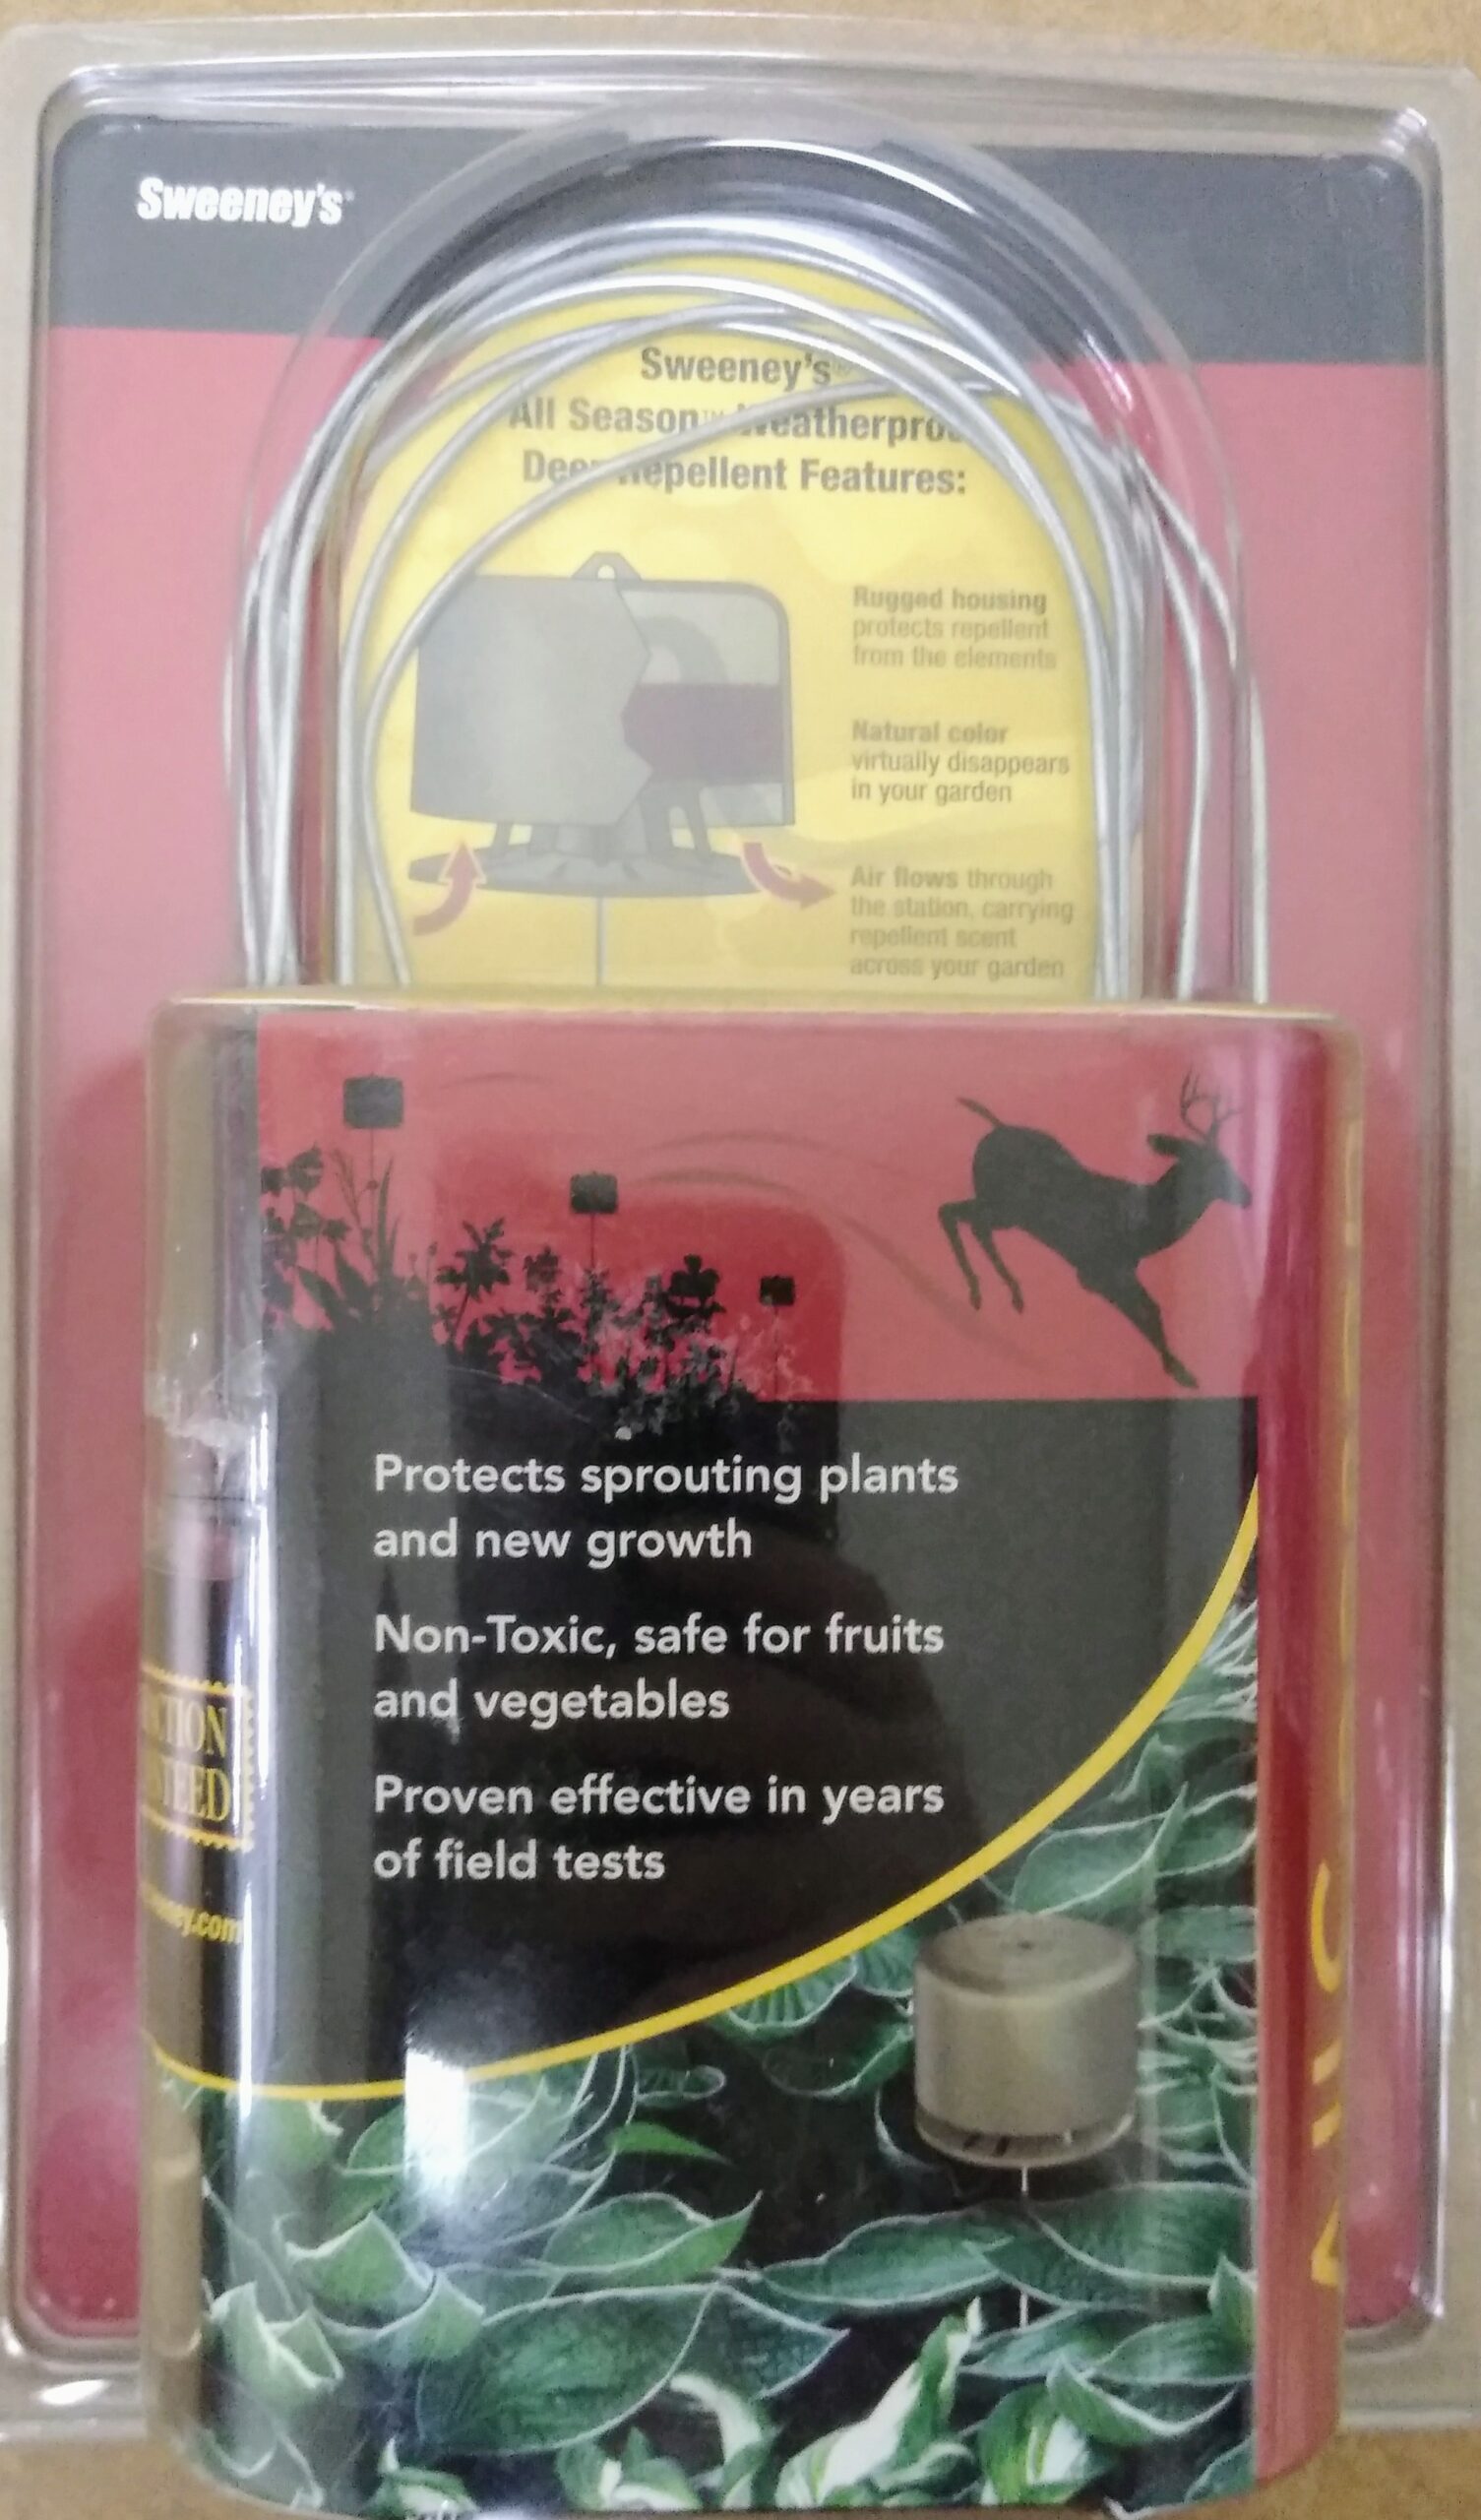 Sweeney's
Sweeney's®
All Season™ Weatherproof
Deer Repellent Features:
Rugged housing
protects repellent
from the elements
Natural color
virtually disappears
in your garden
Air flows through
the station, carrying
repellent scent
across your garden
Protects sprouting plants
and new growth
Non-Toxic, safe for fruits
and vegetables
Proven effective in years
of field tests